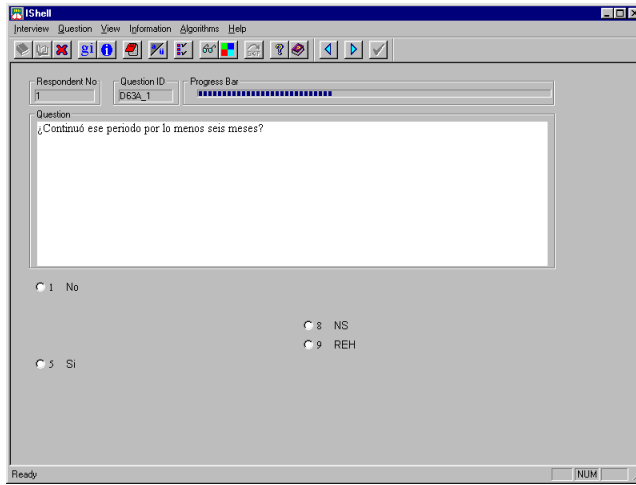 IShell
Interview Question View Information Algorithms Help
gi
Respondent No
1
Question ID
D63A_1
Progress Bar
Question
¿Continuó ese periodo por lo menos seis meses?
1 No
8 NS
9 REH
5 Si
Ready
NUM